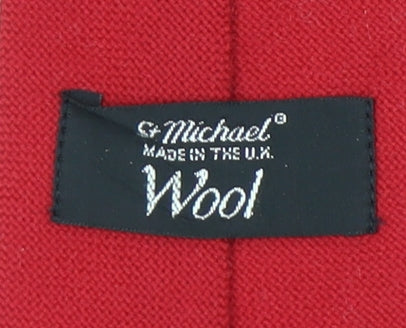 St Michael®
MADE IN THE U.K.
Wool